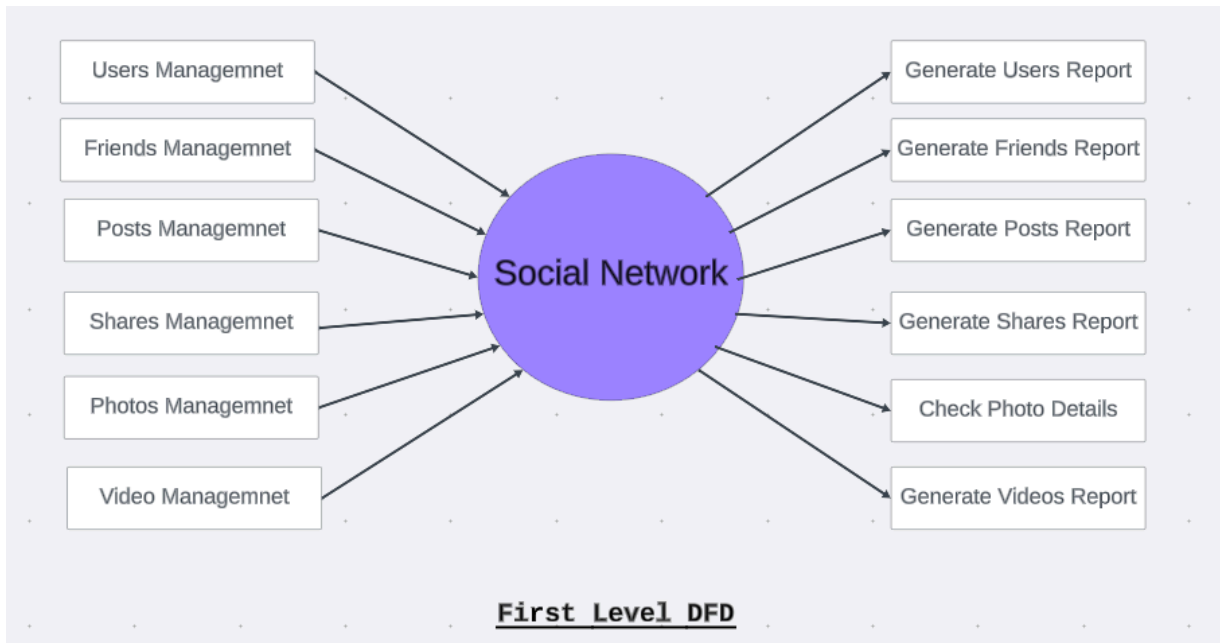 Users Managemnet
Friends Managemnet
Posts Managemnet
Shares Managemnet
Photos Managemnet
Video Managemnet
Social Network
Generate Users Report
Generate Friends Report
Generate Posts Report
Generate Shares Report
Check Photo Details
Generate Videos Report
First Level DFD